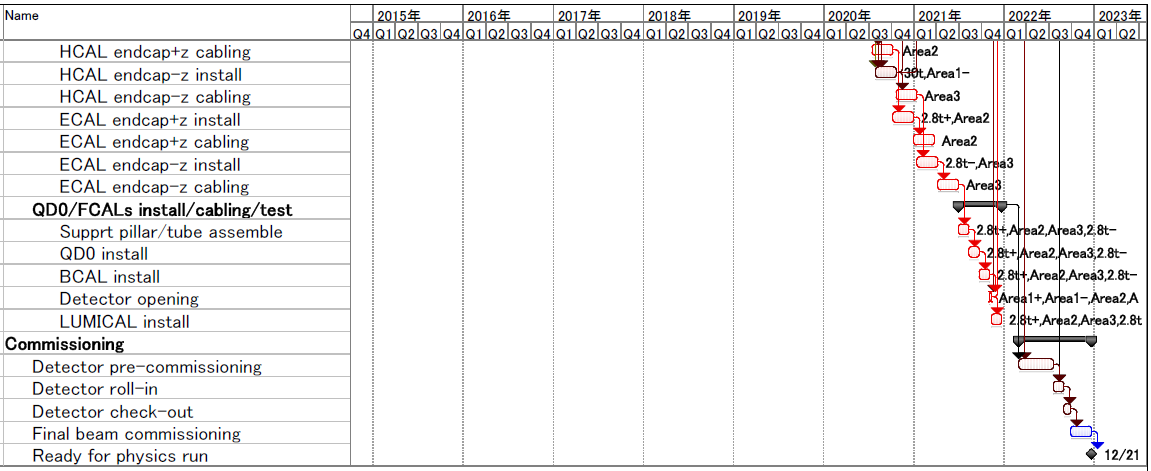 Name 2015年 2016年 2017年 2018年 2019年 2020年 2021年 2022年 2023年
Q4 Q1 Q2 Q3 Q4 Q1 Q2 Q3 Q4 Q1 Q2 Q3 Q4 Q1 Q2 Q3 Q4 Q1 Q2 Q3 Q4 Q1 Q2 Q3 Q4 Q1 Q2 Q3 Q4 Q1 Q2 Q3 Q4 Q1 Q2
HCAL endcap+z cabling Area2
HCAL endcap-z install 30t,Area1-
HCAL endcap-z cabling Area3
ECAL endcap+z install 2.8t+,Area2
ECAL endcap+z cabling Area2
ECAL endcap-z install 2.8t-,Area3
ECAL endcap-z cabling Area3
QD0/FCALs install/cabling/test
Supprt pillar/tube assemble 2.8t+,Area2,Area3,2.8t-
QD0 install 2.8t+,Area2,Area3,2.8t-
BCAL install 2.8t+,Area2,Area3,2.8t-
Detector opening Area1+,Area1-,Area2,A
LUMICAL install 2.8t+,Area2,Area3,2.8t
Commissioning
Detector pre-commissioning
Detector roll-in
Detector check-out
Final beam commissioning
Ready for physics run 12/21